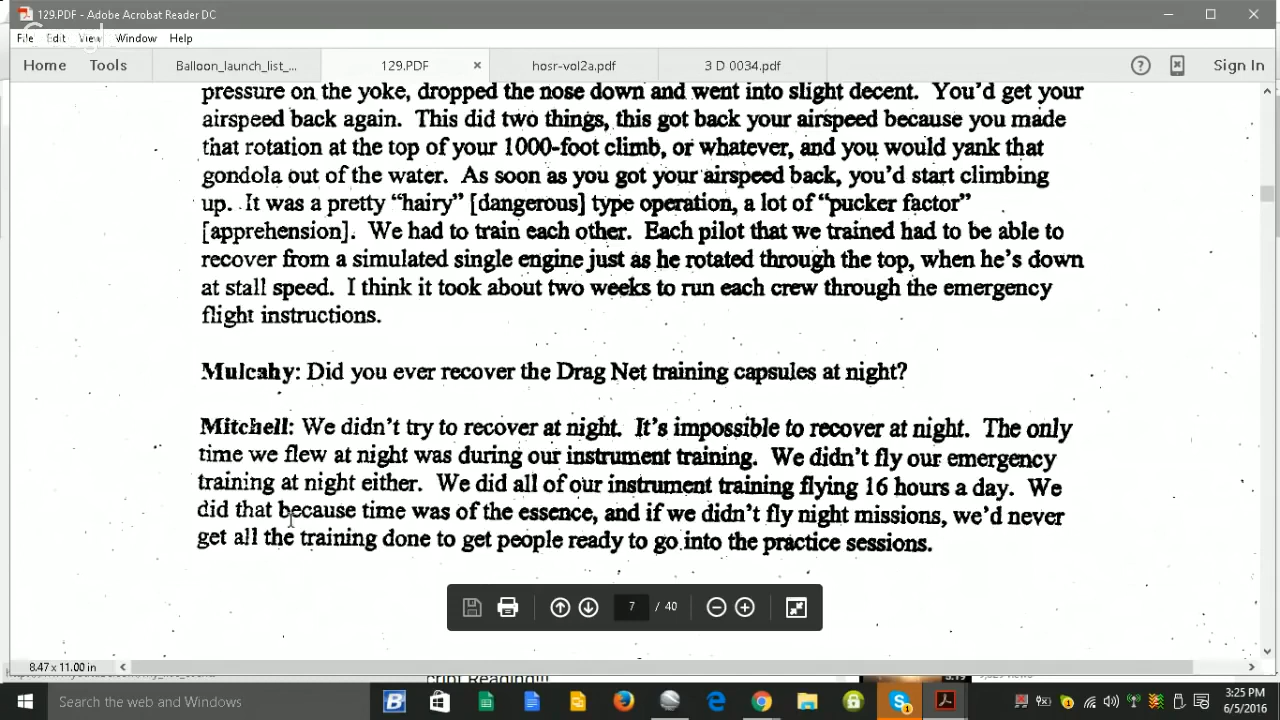 129.PDF - Adobe Acrobat Reader DC
Google
File Edit View Window Help
Home Tools Balloon_launch_list_... 129.PDF × hosr-vol2a.pdf 3 D 0034.pdf Sign In
pressure on the yoke, dropped the nose down and went into slight decent. You'd get your
airspeed back again. This did two things, this got back your airspeed because you made
that rotation at the top of your 1000-foot climb, or whatever, and you would yank that
gondola out of the water. As soon as you got your airspeed back, you'd start climbing
up. It was a pretty “hairy” [dangerous] type operation, a lot of “pucker factor”
[apprehension]. We had to train each other. Each pilot that we trained had to be able to
recover from a simulated single engine just as he rotated through the top, when he's down
at stall speed. I think it took about two weeks to run each crew through the emergency
flight instructions.
Mulcahy: Did you ever recover the Drag Net training capsules at night?
Mitchell: We didn't try to recover at night. It's impossible to recover at night. The only
time we flew at night was during our instrument training. We didn't fly our emergency
training at night either. We did all of our instrument training flying 16 hours a day. We
did that because time was of the essence, and if we didn't fly night missions, we'd never
get all the training done to get people ready to go into the practice sessions.
7 / 40
8.47 x 11.00 in
Search the web and Windows
3:25 PM
6/5/2016